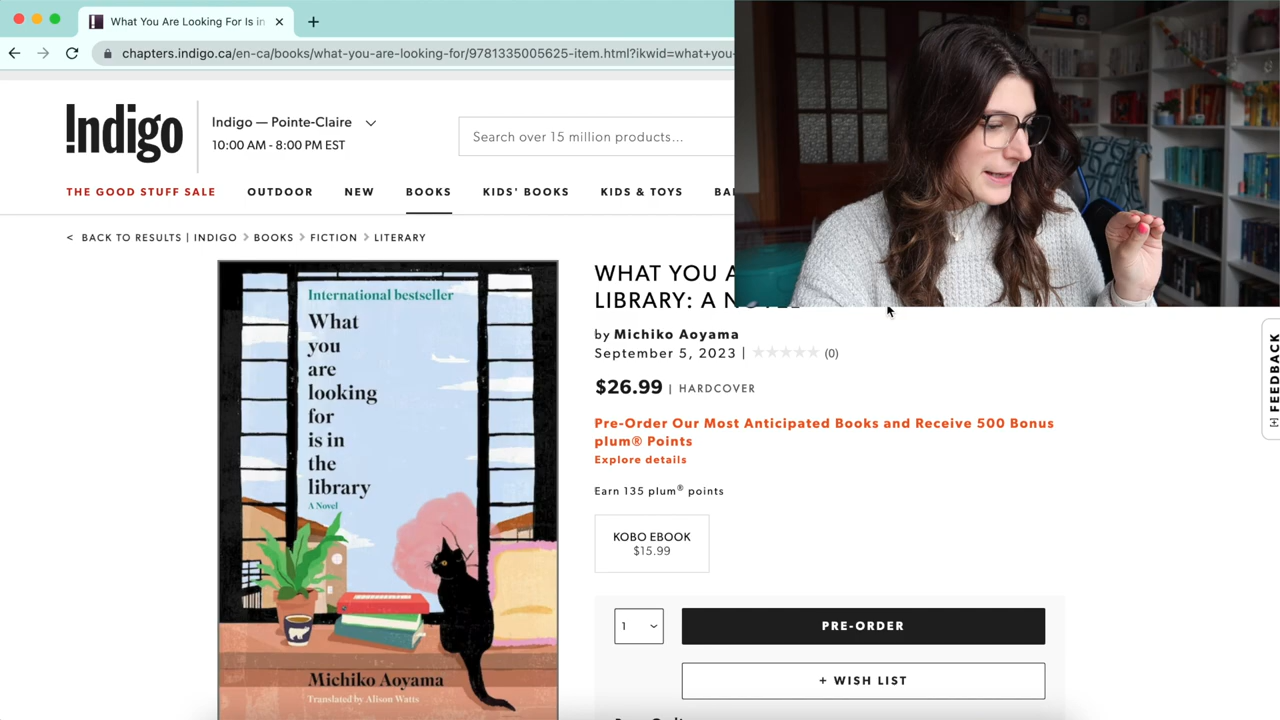 What You Are Looking For Is in
chapters.indigo.ca/en-ca/books/what-you-are-looking-for/9781335005625-item.html?ikwid=what+you-
!ndigo
Indigo — Pointe-Claire
10:00 AM - 8:00 PM EST
Search over 15 million products...
THE GOOD STUFF SALE OUTDOOR NEW BOOKS KIDS' BOOKS KIDS & TOYS BA
< BACK TO RESULTS | INDIGO > BOOKS > FICTION > LITERARY
International bestseller
What
you
are
looking
for
is in
the
library
A Novel
Michiko Aoyama
Translated by Alison Watts
WHAT YOU A
LIBRARY: A
by Michiko Aoyama
September 5, 2023 | (0)
$26.99 | HARDCOVER
Pre-Order Our Most Anticipated Books and Receive 500 Bonus
plum® Points
Explore details
Earn 135 plum® points
KOBO EBOOK
$15.99
1
PRE-ORDER
+ WISH LIST
[+] FEEDBACK